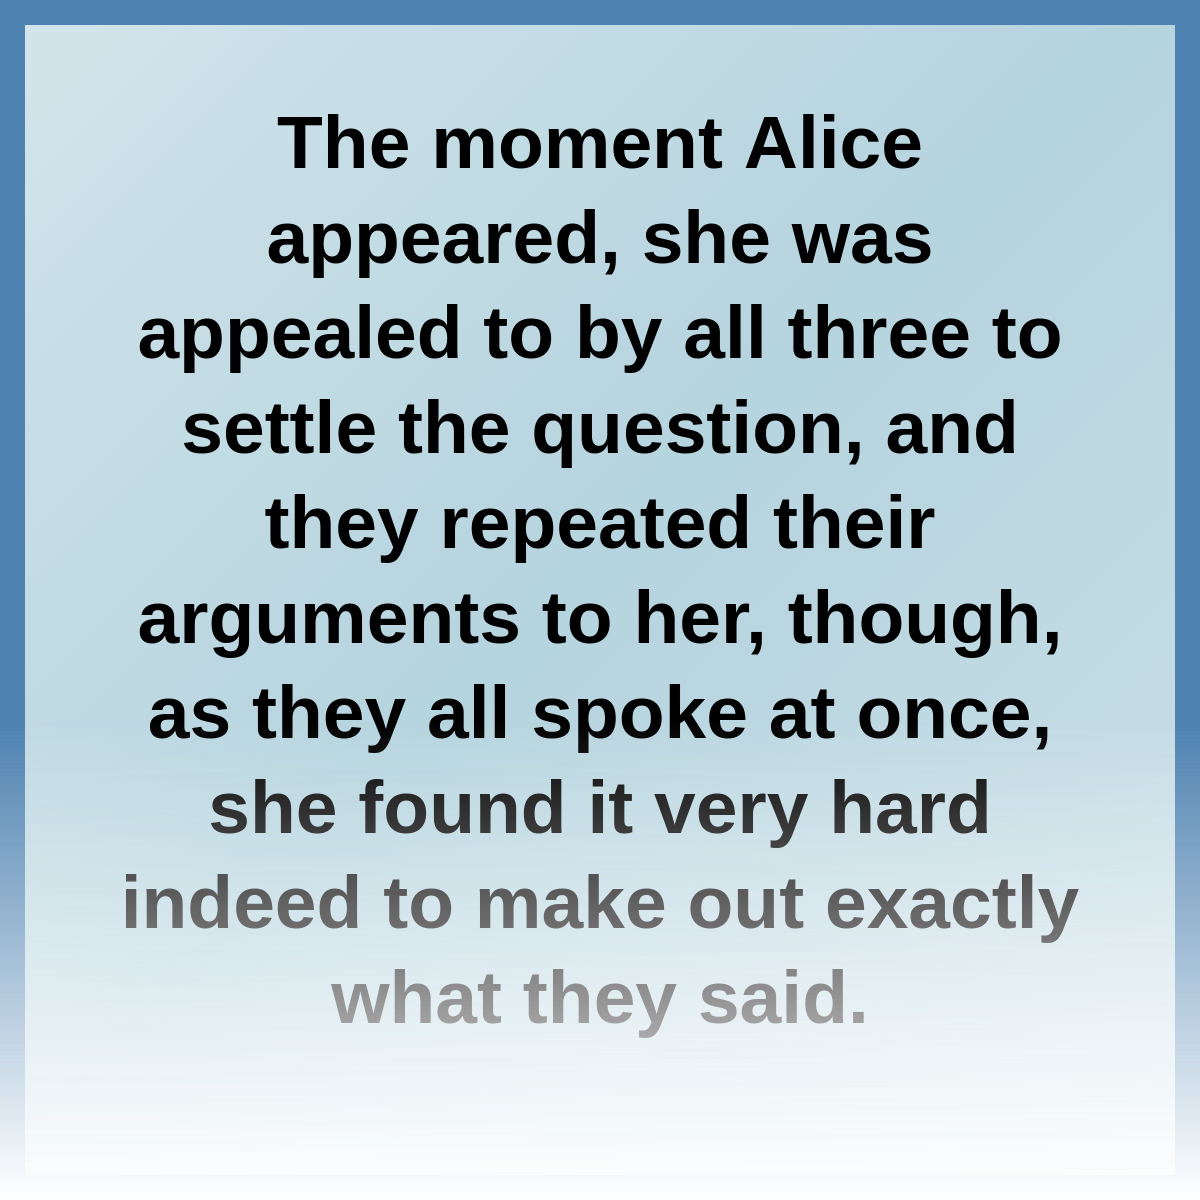 The moment Alice
appeared, she was
appealed to by all three to
settle the question, and
they repeated their
arguments to her, though,
as they all spoke at once,
she found it very hard
indeed to make out exactly
what they said.